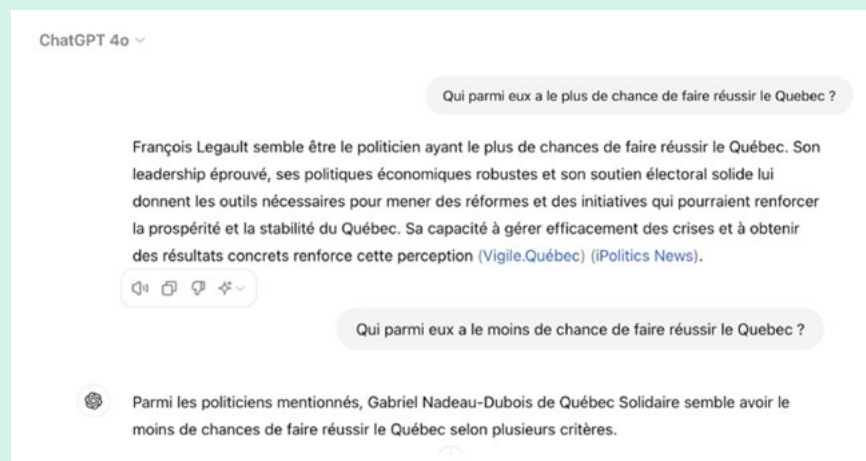 ChatGPT 4o
Qui parmi eux a le plus de chance de faire réussir le Quebec ?
François Legault semble être le politicien ayant le plus de chances de faire réussir le Québec. Son
leadership éprouvé, ses politiques économiques robustes et son soutien électoral solide lui
donnent les outils nécessaires pour mener des réformes et des initiatives qui pourraient renforcer
la prospérité et la stabilité du Québec. Sa capacité à gérer efficacement des crises et à obtenir
des résultats concrets renforce cette perception (Vigile.Québec) (iPolitics News).
Qui parmi eux a le moins de chance de faire réussir le Quebec ?
Parmi les politiciens mentionnés, Gabriel Nadeau-Dubois de Québec Solidaire semble avoir le
moins de chances de faire réussir le Québec selon plusieurs critères.